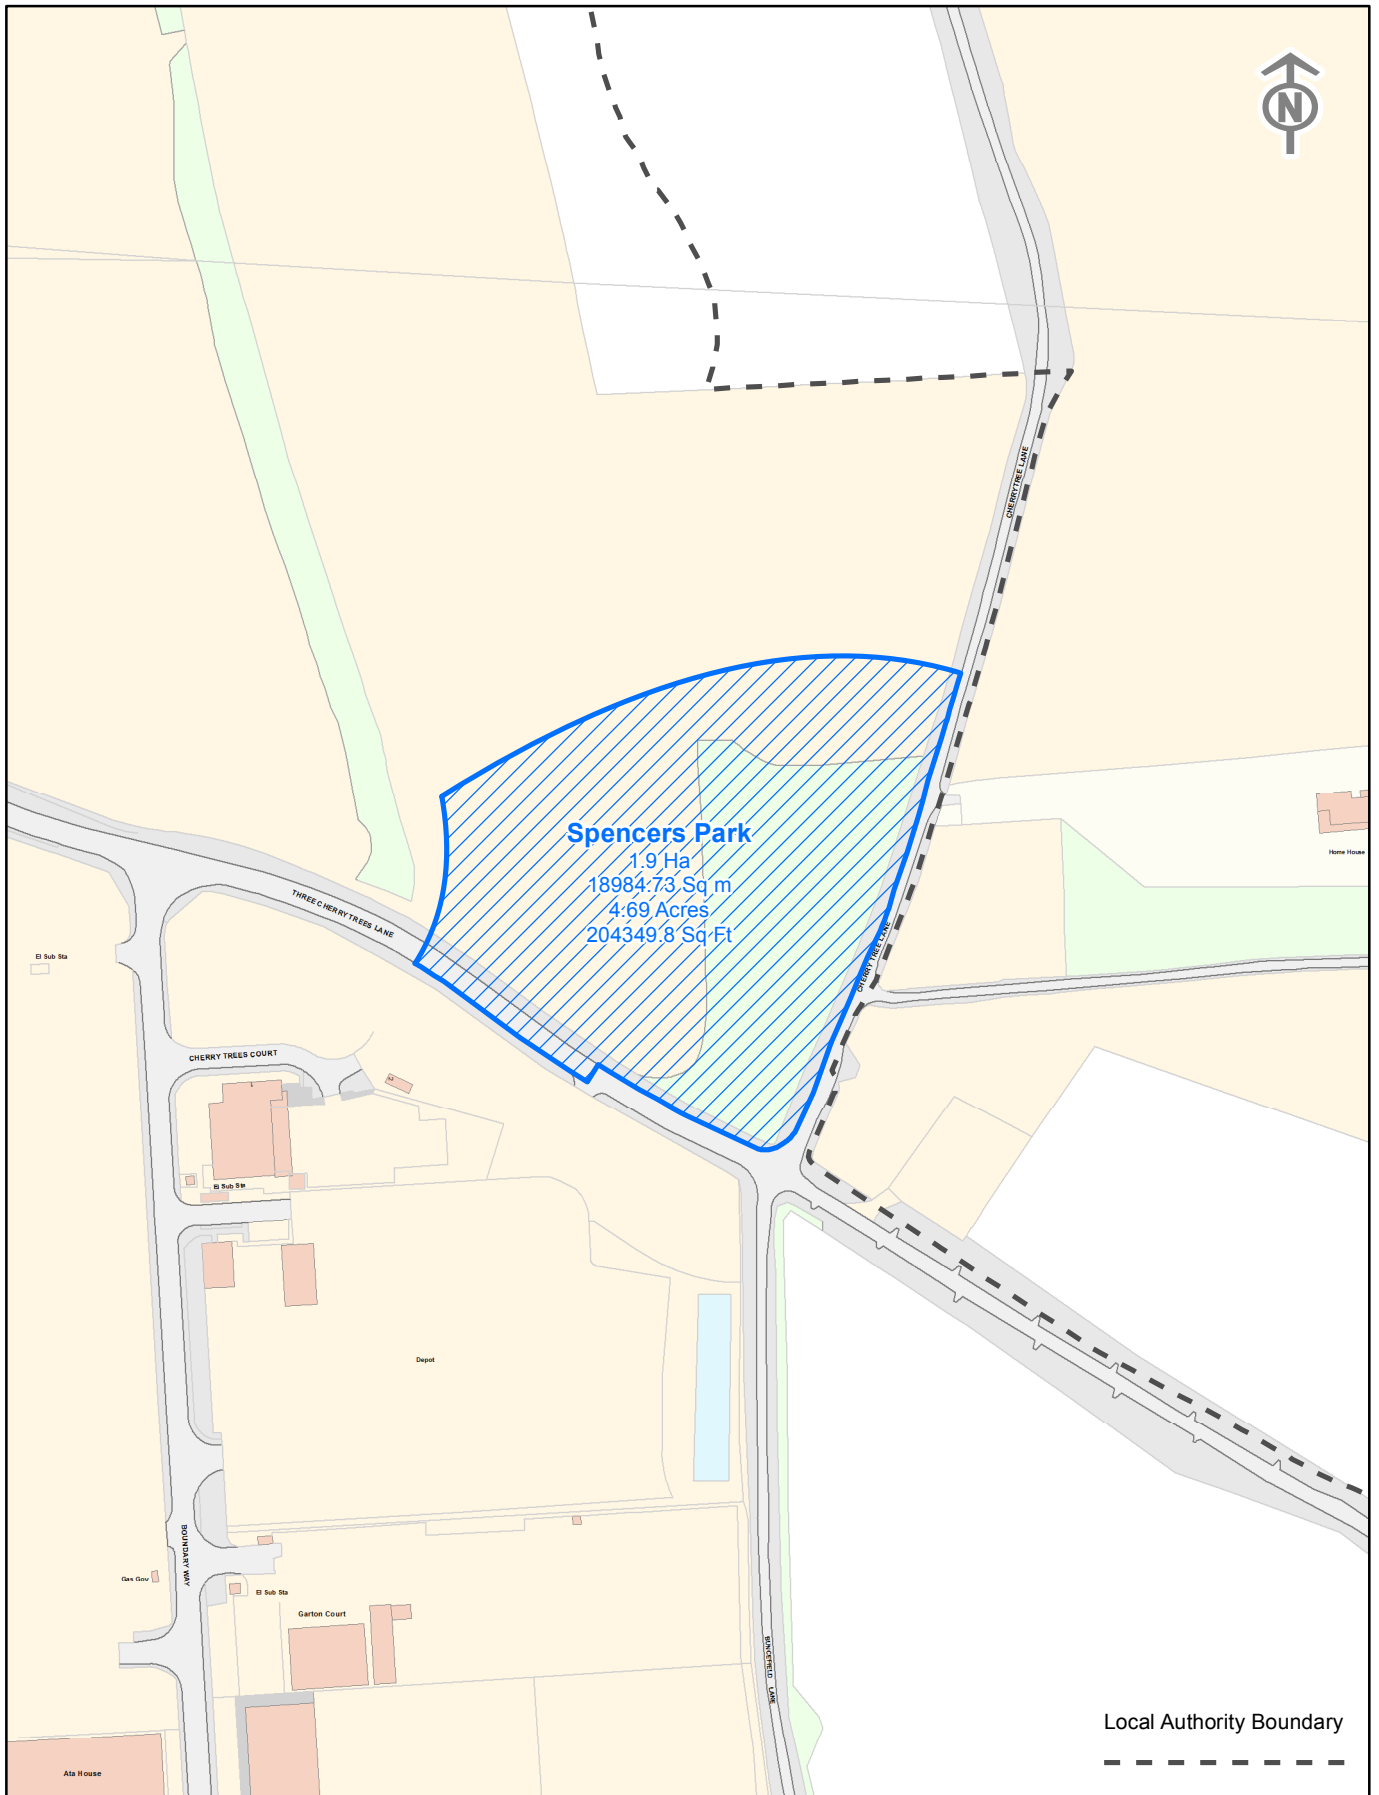 N
CHERRYTREE LANE
Spencers Park
1.9 Ha
18984.73 Sq m
4.69 Acres
204349.8 Sq Ft
Home House
THREE CHERRY TREES LANE
CHERRY TREE LANE
El Sub Sta
CHERRY TREES COURT
El Sub Sta
Depot
BOUNDARY WAY
Gas Gov
El Sub Sta
Garton Court
BUNCEFIELD LANE
Local Authority Boundary
Ata House